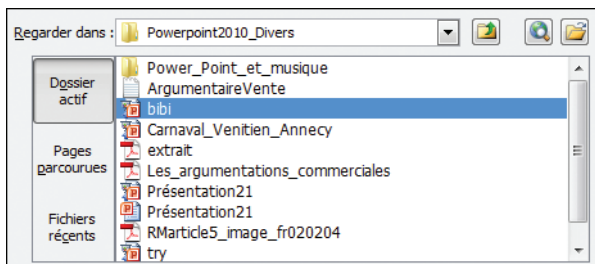 Regarder dans : Powerpoint2010_Divers
Dossier actif
Pages parcourues
Fichiers récents
Power_Point_et_musique
ArgumentaireVente
bibi
Carnaval_Venitien_Annecy
extrait
Les_argumentations_commerciales
Présentation21
Présentation21
RMarticle5_image_fr020204
try